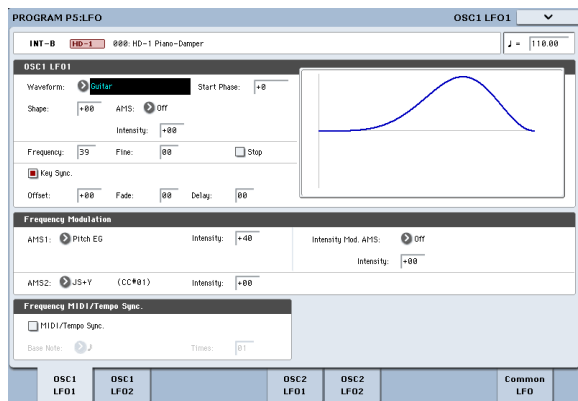 PROGRAM P5:LFO
OSC1 LFO1
INT-B HD-1 000: HD-1 Piano-Damper
♩ = 110.00
OSC1 LFO1
Waveform: Guitar Start Phase: +0
Shape: +00 AMS: Off
Intensity: +00
Frequency: 39 Fine: 00 Stop
Key Sync.
Offset: +00 Fade: 00 Delay: 00
Frequency Modulation
AMS1: Pitch EG Intensity: +40 Intensity Mod. AMS: Off
Intensity: +00
AMS2: JS+Y (CC#01) Intensity: +00
Frequency MIDI/Tempo Sync.
MIDI/Tempo Sync.
Base Note: ♩ Times: 01
OSC1 LFO1
OSC1 LFO2
OSC2 LFO1
OSC2 LFO2
Common LFO